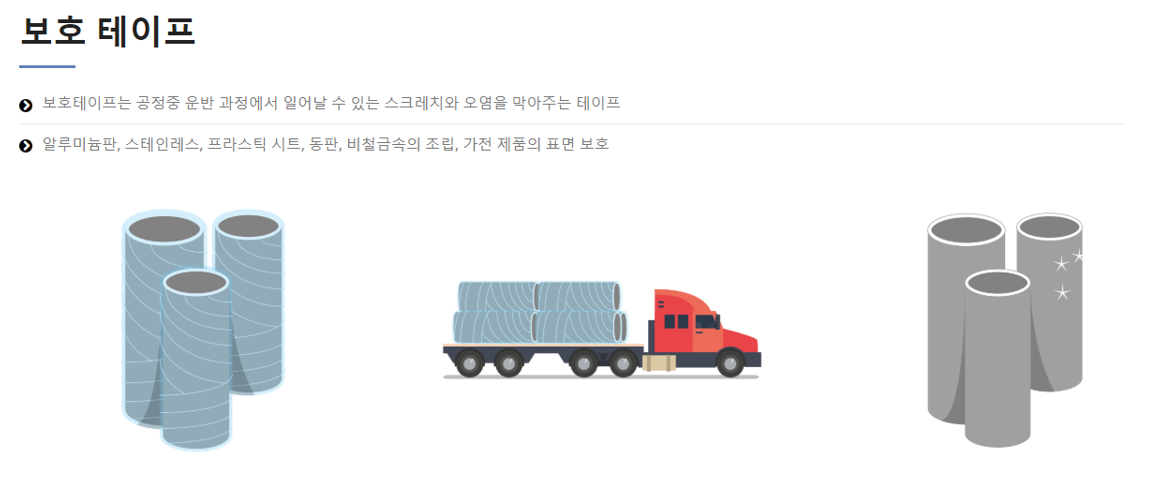 보호 테이프
보호테이프는 공정중 운반 과정에서 일어날 수 있는 스크레치와 오염을 막아주는 테이프
알루미늄판, 스테인레스, 프라스틱 시트, 동판, 비철금속의 조립, 가전 제품의 표면 보호